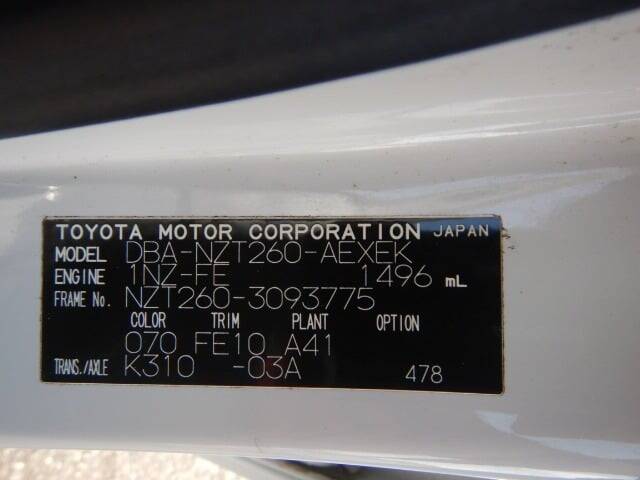 TOYOTA MOTOR CORPORATION JAPAN
MODEL DBA-NZT260-AEXEK
ENGINE 1NZ-FE 1496 mL
FRAME No. NZT260-3093775
COLOR TRIM PLANT OPTION
070 FE10 A41
TRANS./AXLE K310 -03A 478